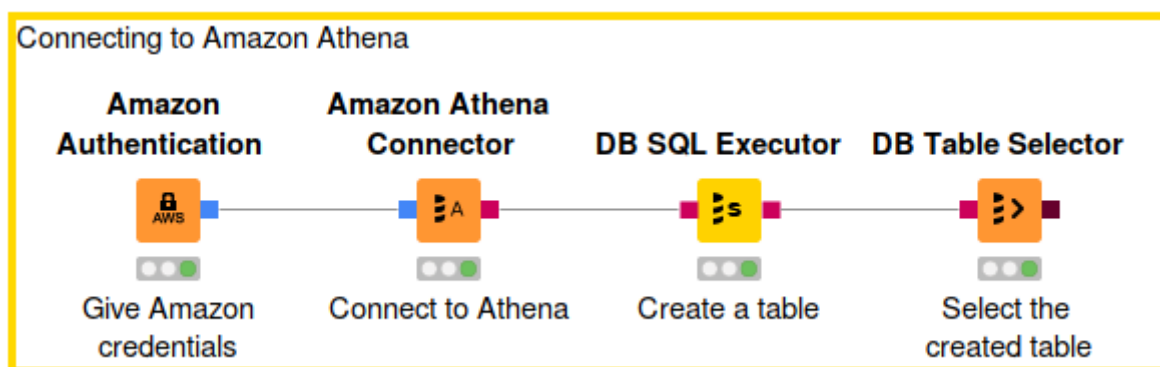 Connecting to Amazon Athena
Amazon
Authentication
Amazon Athena
Connector
DB SQL Executor
DB Table Selector
AWS
A
s
Give Amazon
credentials
Connect to Athena
Create a table
Select the
created table